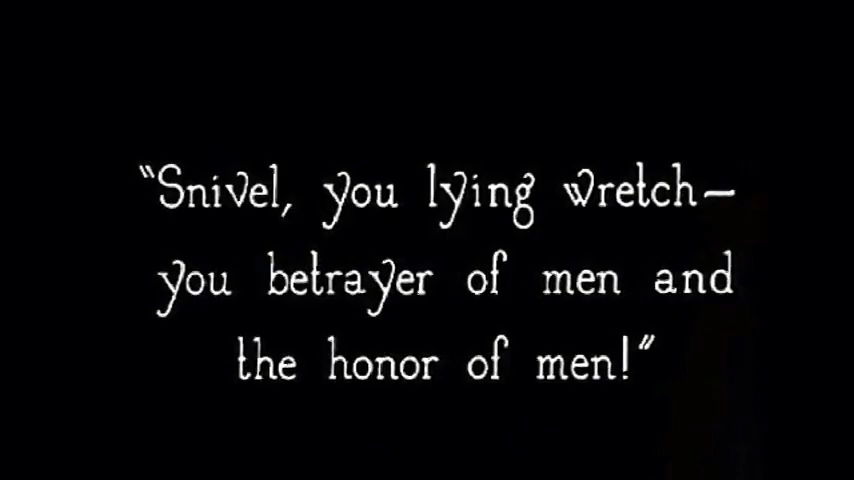 "Snivel, you lying wretch—
you betrayer of men and
the honor of men!"